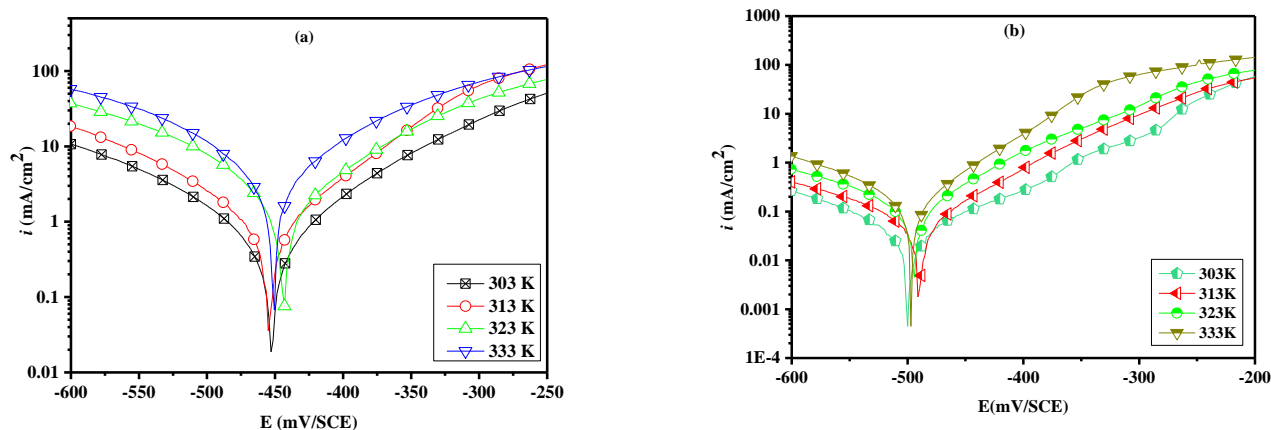 (a)
100
10
1
0.1
0.01
i (mA/cm²)
-600 -550 -500 -450 -400 -350 -300 -250
E (mV/SCE)
303 K
313 K
323 K
333 K
(b)
1000
100
10
1
0.1
0.01
0.001
1E-4
i (mA/cm²)
-600 -500 -400 -300 -200
E(mV/SCE)
303K
313K
323K
333K